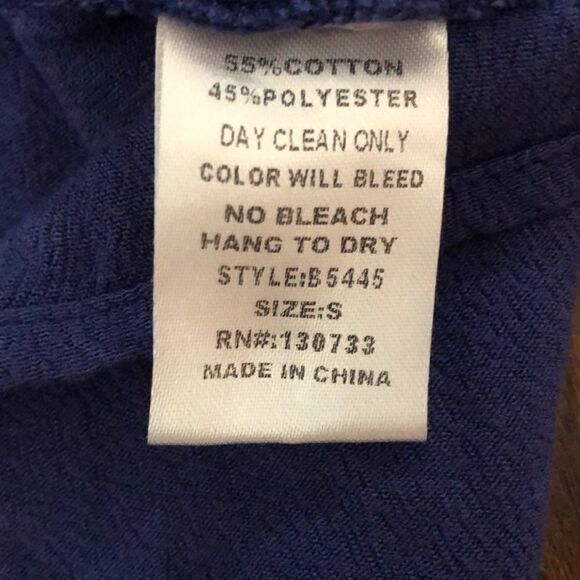 55%COTTON
45%POLYESTER
DAY CLEAN ONLY
COLOR WILL BLEED
NO BLEACH
HANG TO DRY
STYLE:B5445
SIZE:S
RN#:130733
MADE IN CHINA